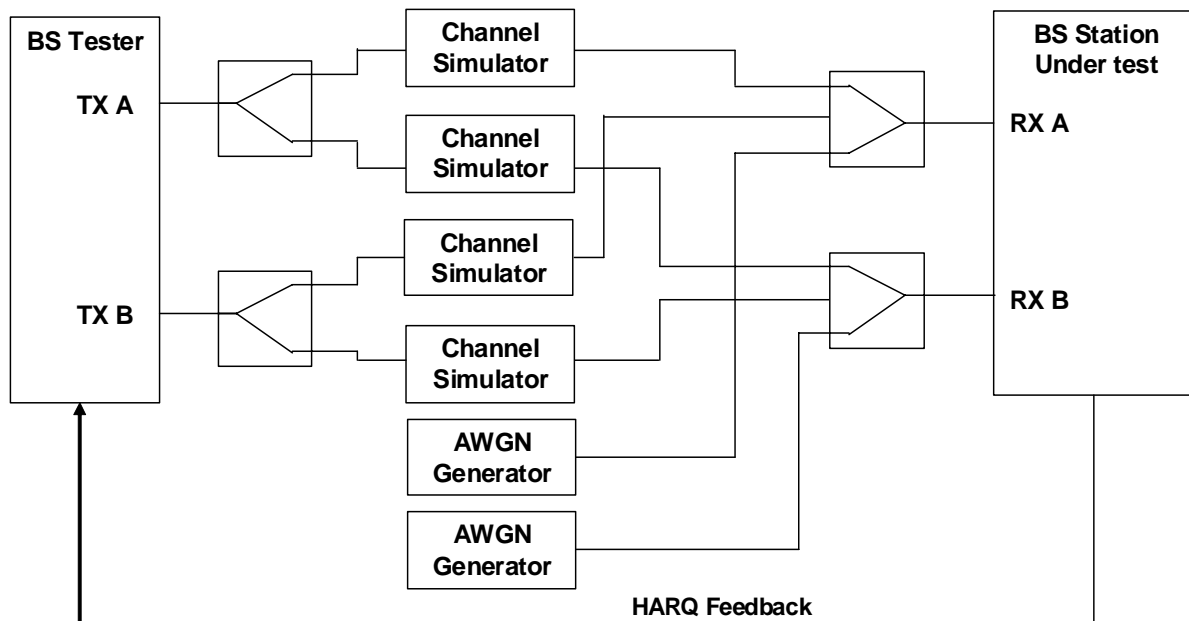 BS Tester
TX A
TX B
Channel
Simulator
Channel
Simulator
Channel
Simulator
Channel
Simulator
AWGN
Generator
AWGN
Generator
BS Station
Under test
RX A
RX B
HARQ Feedback